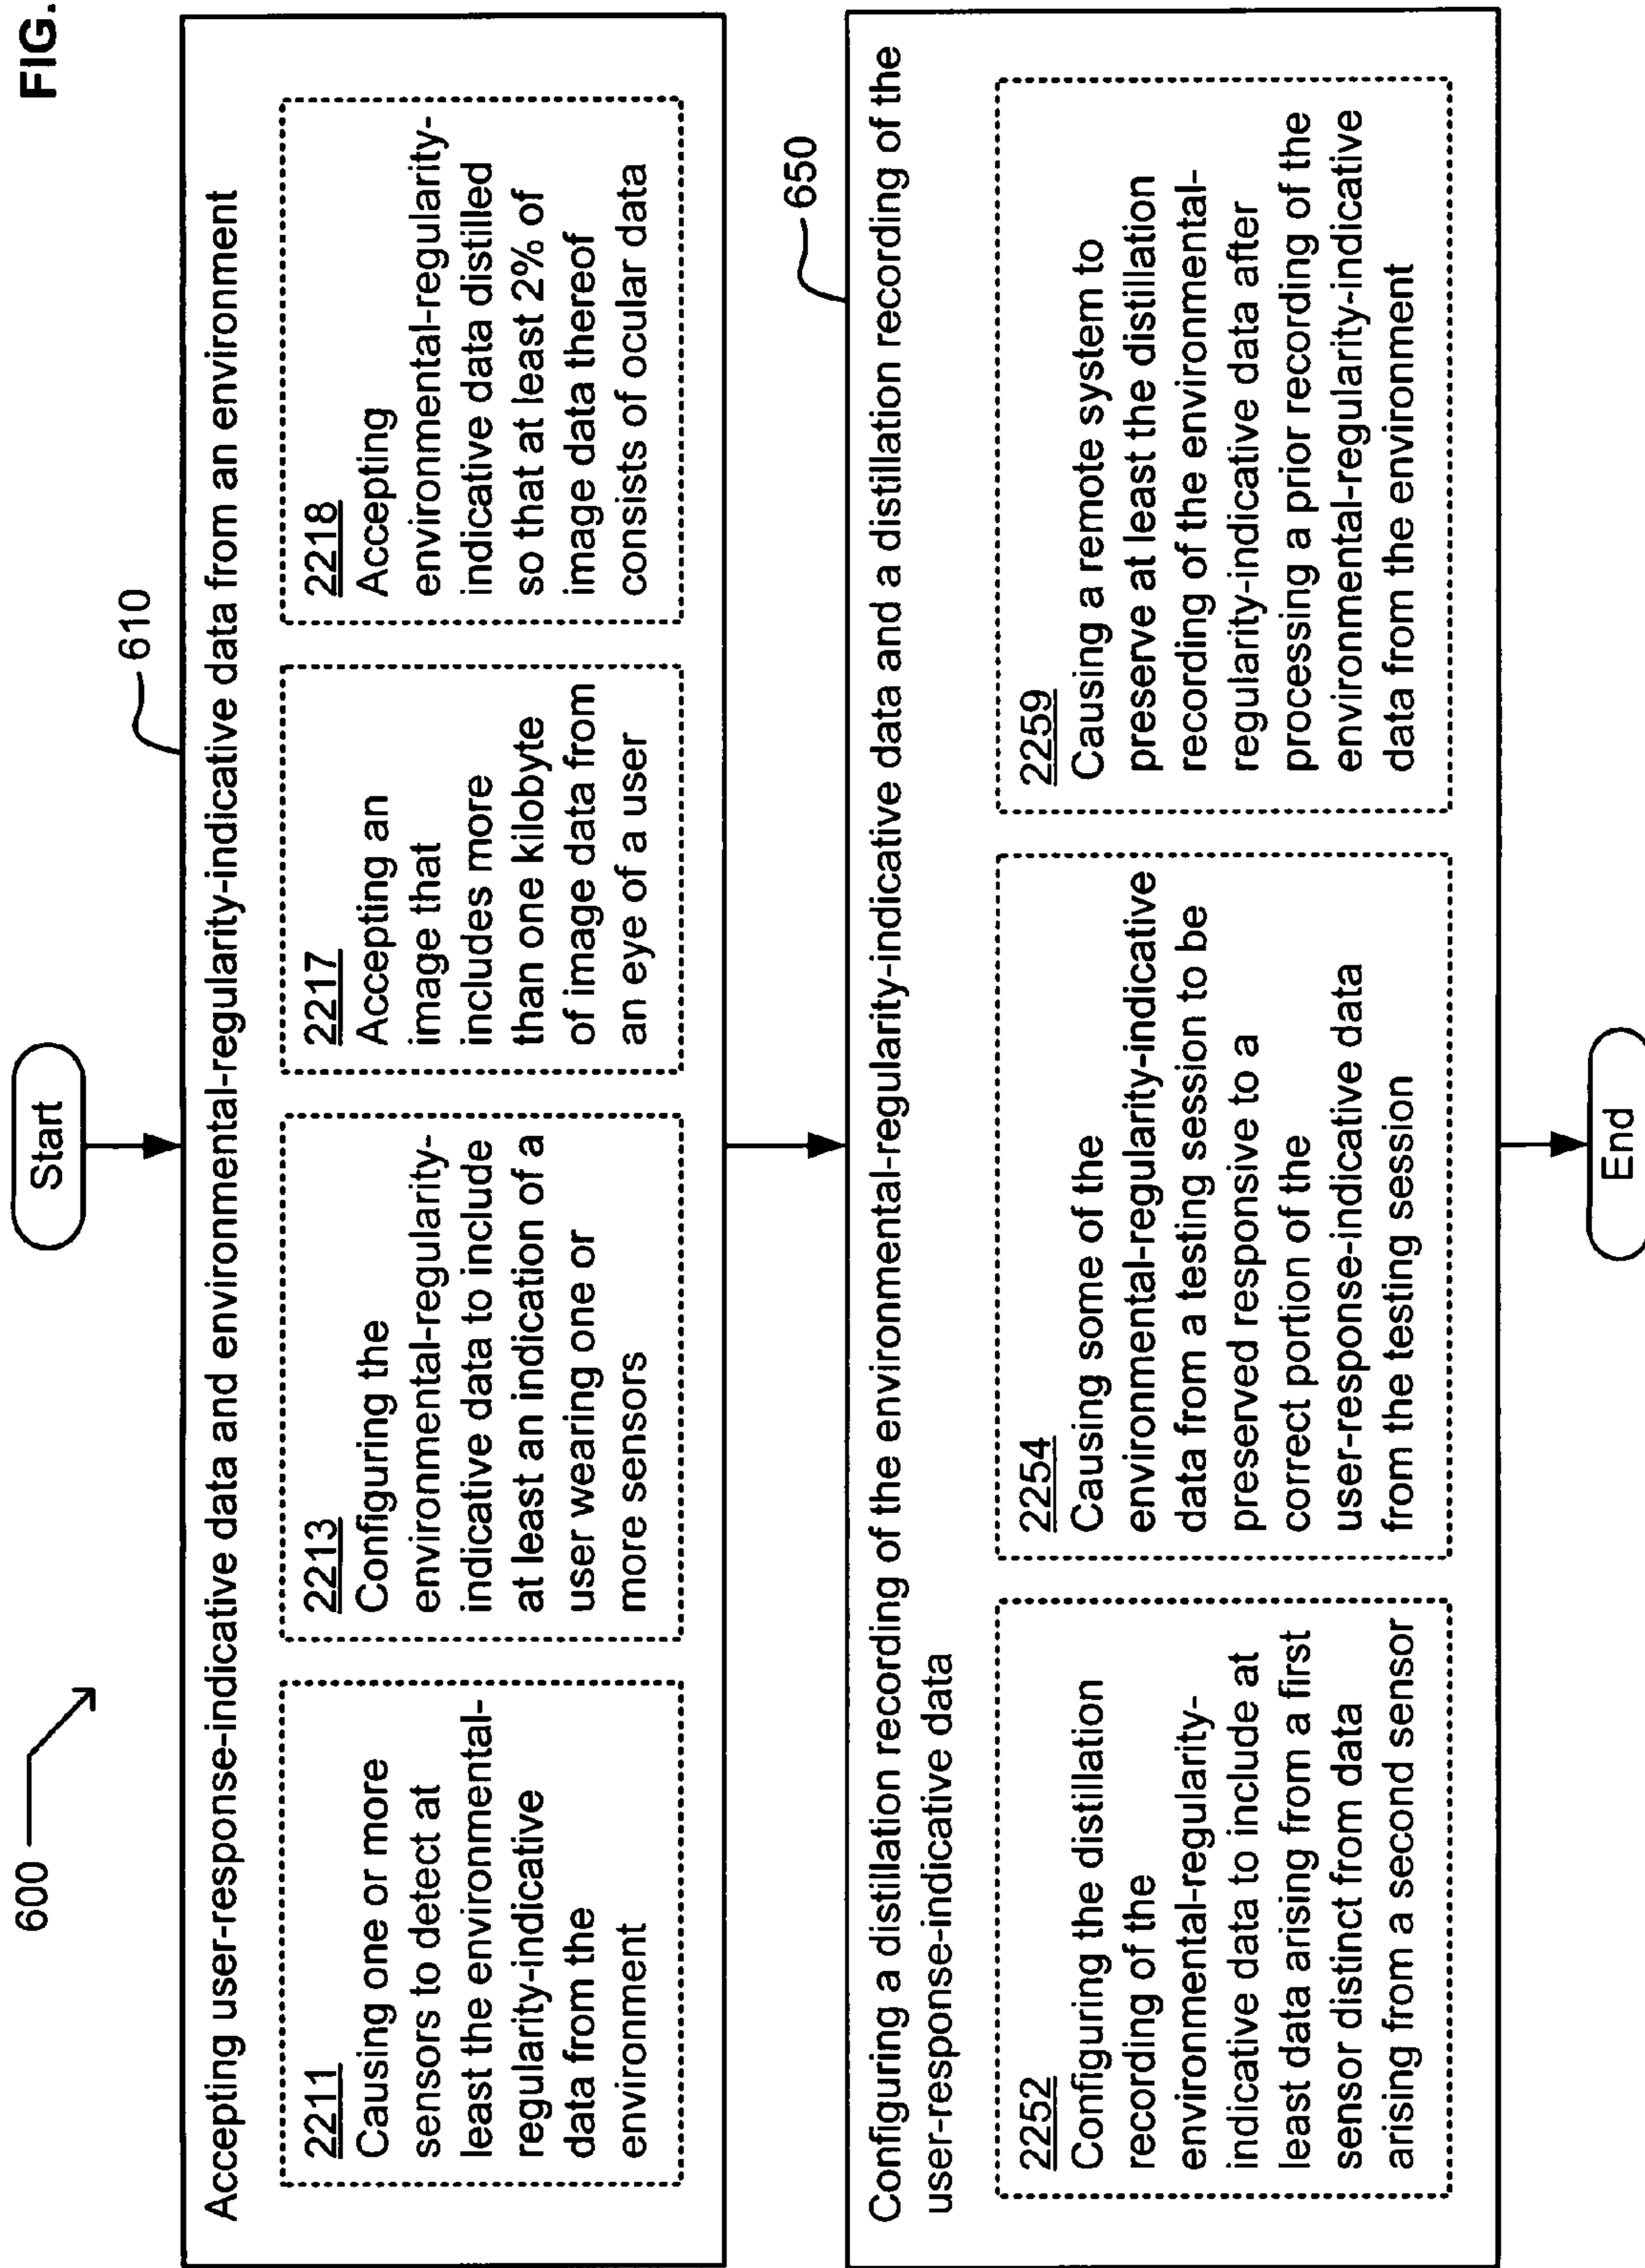 FIG.
600
Start
610
Accepting user-response-indicative data and environmental-regularity-indicative data from an environment
2211
Causing one or more
sensors to detect at
least the environmental-
regularity-indicative
data from the
environment
2213
Configuring the
environmental-regularity-
indicative data to include
at least an indication of a
user wearing one or
more sensors
2217
Accepting an
image that
includes more
than one kilobyte
of image data from
an eye of a user
2218
Accepting
environmental-regularity-
indicative data distilled
so that at least 2% of
image data thereof
consists of ocular data
650
Configuring a distillation recording of the environmental-regularity-indicative data and a distillation recording of the
user-response-indicative data
2252
Configuring the distillation
recording of the
environmental-regularity-
indicative data to include at
least data arising from a first
sensor distinct from data
arising from a second sensor
2254
Causing some of the
environmental-regularity-indicative
data from a testing session to be
preserved responsive to a
correct portion of the
user-response-indicative data
from the testing session
2259
Causing a remote system to
preserve at least the distillation
recording of the environmental-
regularity-indicative data after
processing a prior recording of the
environmental-regularity-indicative
data from the environment
End